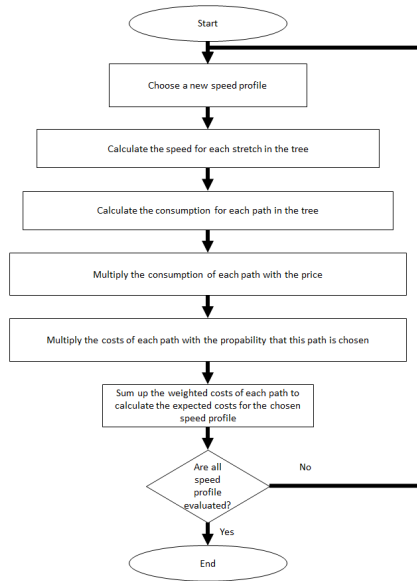 Start
Choose a new speed profile
Calculate the speed for each stretch in the tree
Calculate the consumption for each path in the tree
Multiply the consumption of each path with the price
Multiply the costs of each path with the propability that this path is chosen
Sum up the weighted costs of each path to
calculate the expected costs for the chosen
speed profile
Are all
speed
profile
evaluated?
No
Yes
End